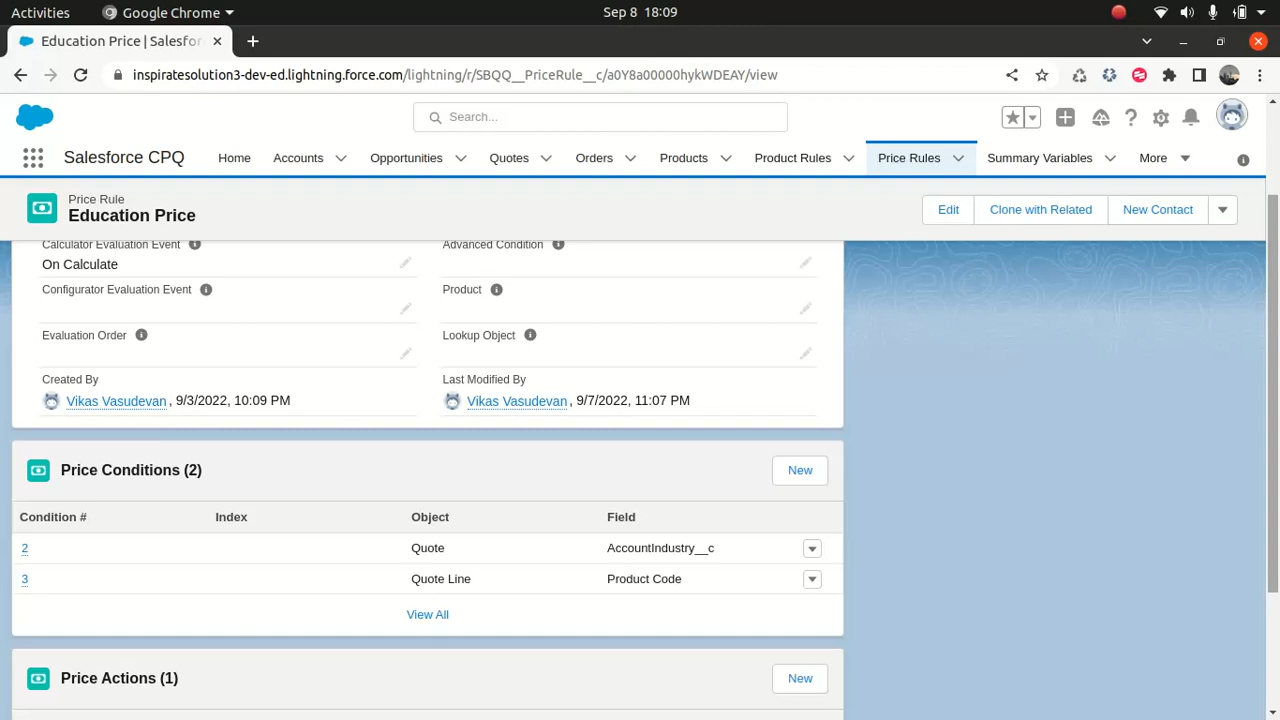 Activities Google Chrome Sep 8 18:09
Education Price | Salesfor
inspiratesolution3-dev-ed.lightning.force.com/lightning/r/SBQQ__PriceRule__c/a0Y8a00000hykWDEAY/view
Search...
Salesforce CPQ Home Accounts Opportunities Quotes Orders Products Product Rules Price Rules Summary Variables More
Price Rule
Education Price
Edit Clone with Related New Contact
Calculator Evaluation Event Advanced Condition
On Calculate
Configurator Evaluation Event Product
Evaluation Order Lookup Object
Created By Last Modified By
Vikas Vasudevan, 9/3/2022, 10:09 PM Vikas Vasudevan, 9/7/2022, 11:07 PM
Price Conditions (2) New
Condition # Index Object Field
2 Quote AccountIndustry__c
3 Quote Line Product Code
View All
Price Actions (1) New